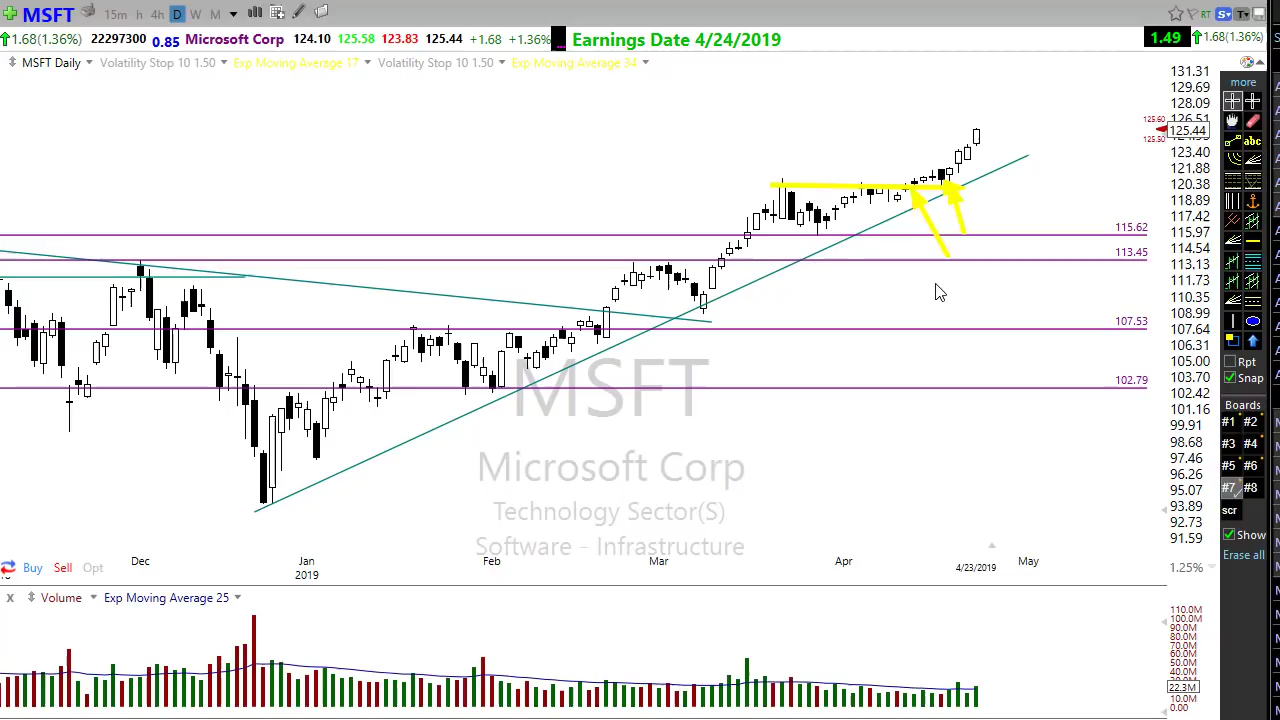 MSFT 15m h 4h D W M RT S T
1.68(1.36%) 22297300 0.85 Microsoft Corp 124.10 125.58 123.83 125.44 +1.68 +1.36% Earnings Date 4/24/2019 1.49 1.68(1.36%)
MSFT Daily Volatility Stop 10 1.50 Exp Moving Average 17 Volatility Stop 10 1.50 Exp Moving Average 34
131.31
129.69
128.09
126.51
125.60
125.44
125.50
123.40
121.88
120.38
118.89
117.42
115.97
114.54
113.13
111.73
110.35
108.99
107.64
106.31
105.00
103.70
102.42
101.16
99.91
98.68
97.46
96.26
95.07
93.89
92.73
91.59
115.62
113.45
107.53
102.79
MSFT
Microsoft Corp
Technology Sector(S)
Software - Infrastructure
more
abc
Rpt
Snap
Boards
#1 #2
#3 #4
#5 #6
#7 #8
scr
Show
Erase all
Dec Jan Feb Mar Apr 4/23/2019 May
2019
Buy Sell Opt
1.25%
X Volume Exp Moving Average 25
110.0M
100.0M
90.0M
80.0M
70.0M
60.0M
50.0M
40.0M
30.0M
22.3M
10.0M
0.00